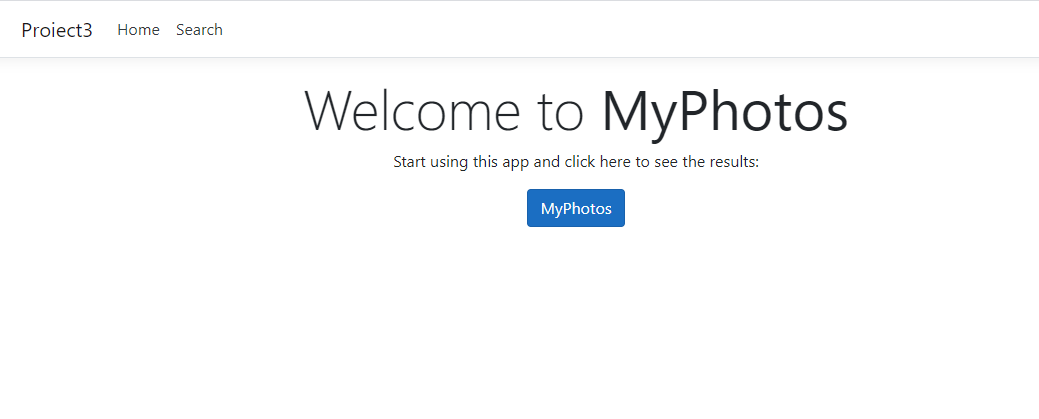 Proiect3 Home Search
Welcome to MyPhotos
Start using this app and click here to see the results:
MyPhotos